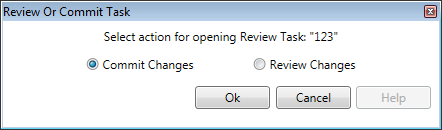 Review Or Commit Task
Select action for opening Review Task: "123"
Commit Changes Review Changes
Ok Cancel Help